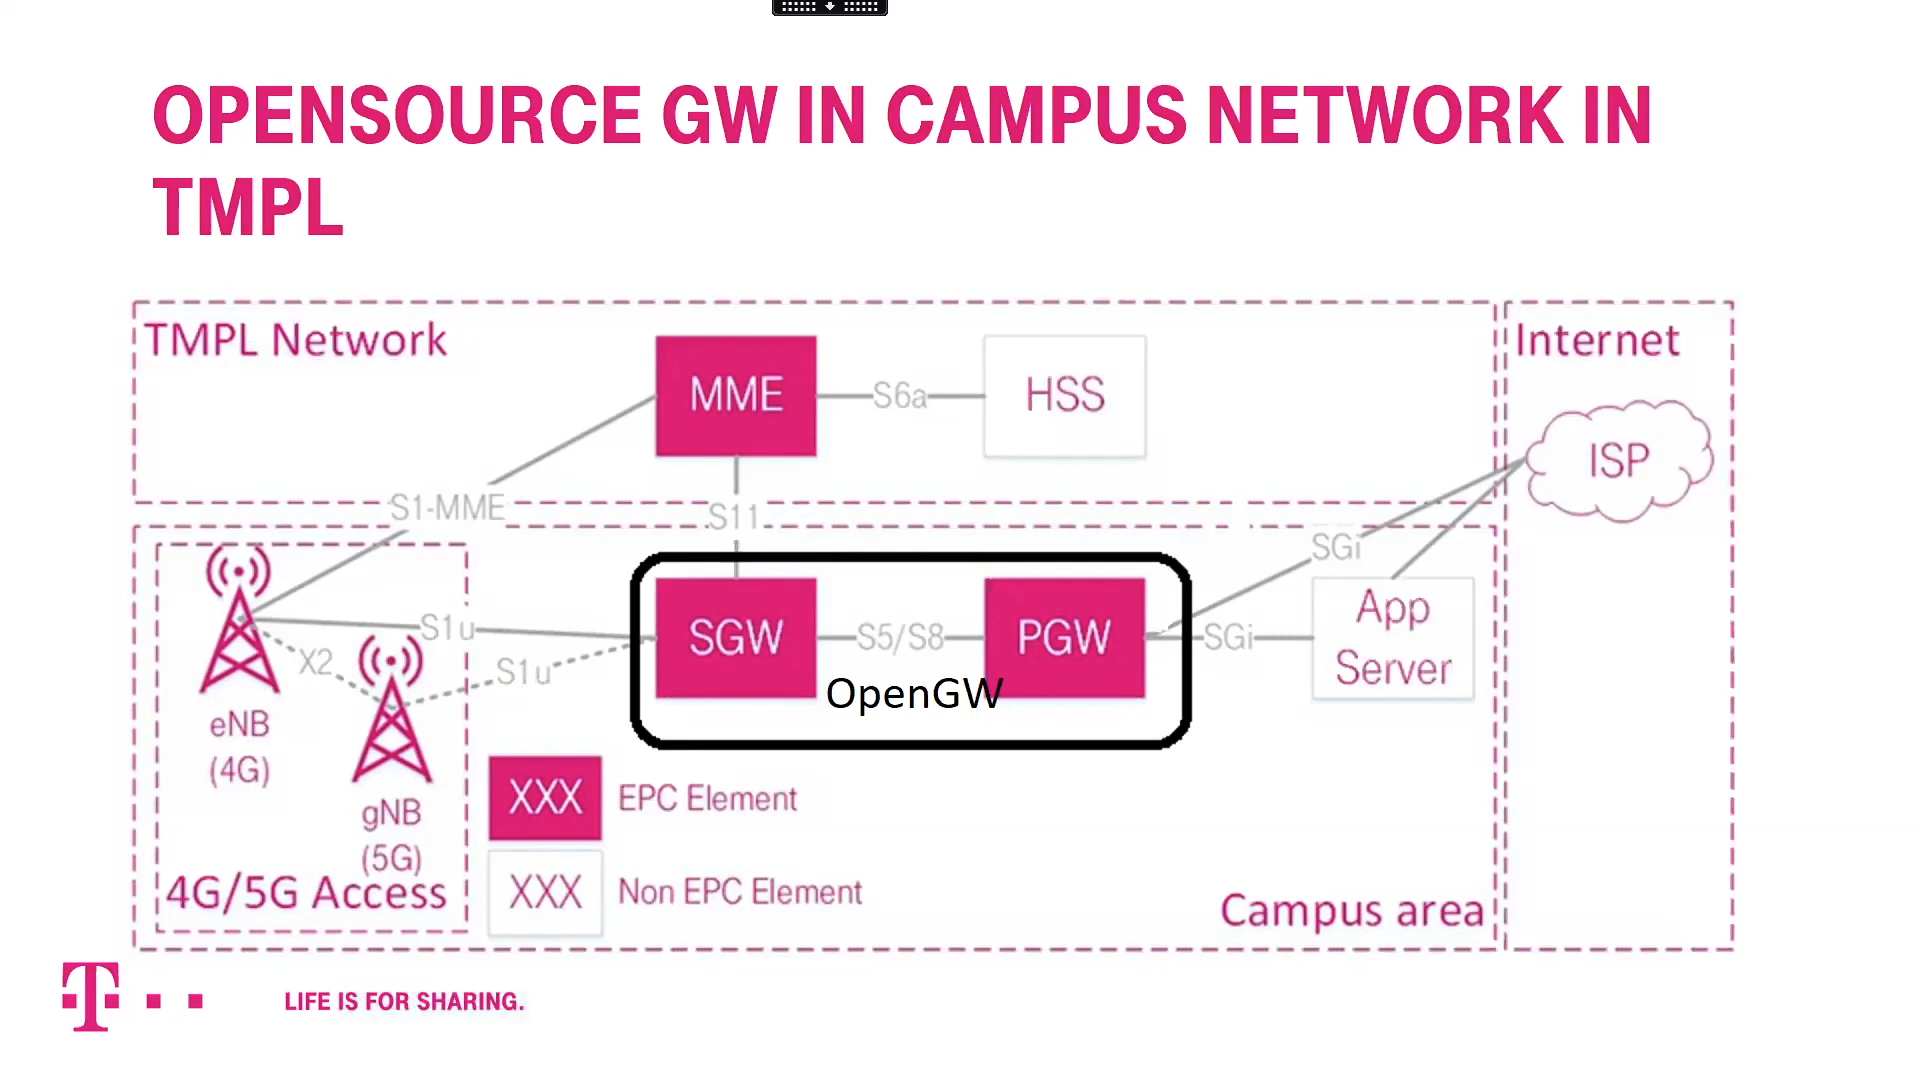 OPENSOURCE GW IN CAMPUS NETWORK IN
TMPL
TMPL Network
Internet
MME
S6a
HSS
ISP
S1-MME
S11
SGi
S1u
SGW
S5/S8
PGW
SGi
App
Server
X2
S1u
OpenGW
eNB
(4G)
gNB
(5G)
4G/5G Access
XXX
EPC Element
XXX
Non EPC Element
Campus area
T
LIFE IS FOR SHARING.